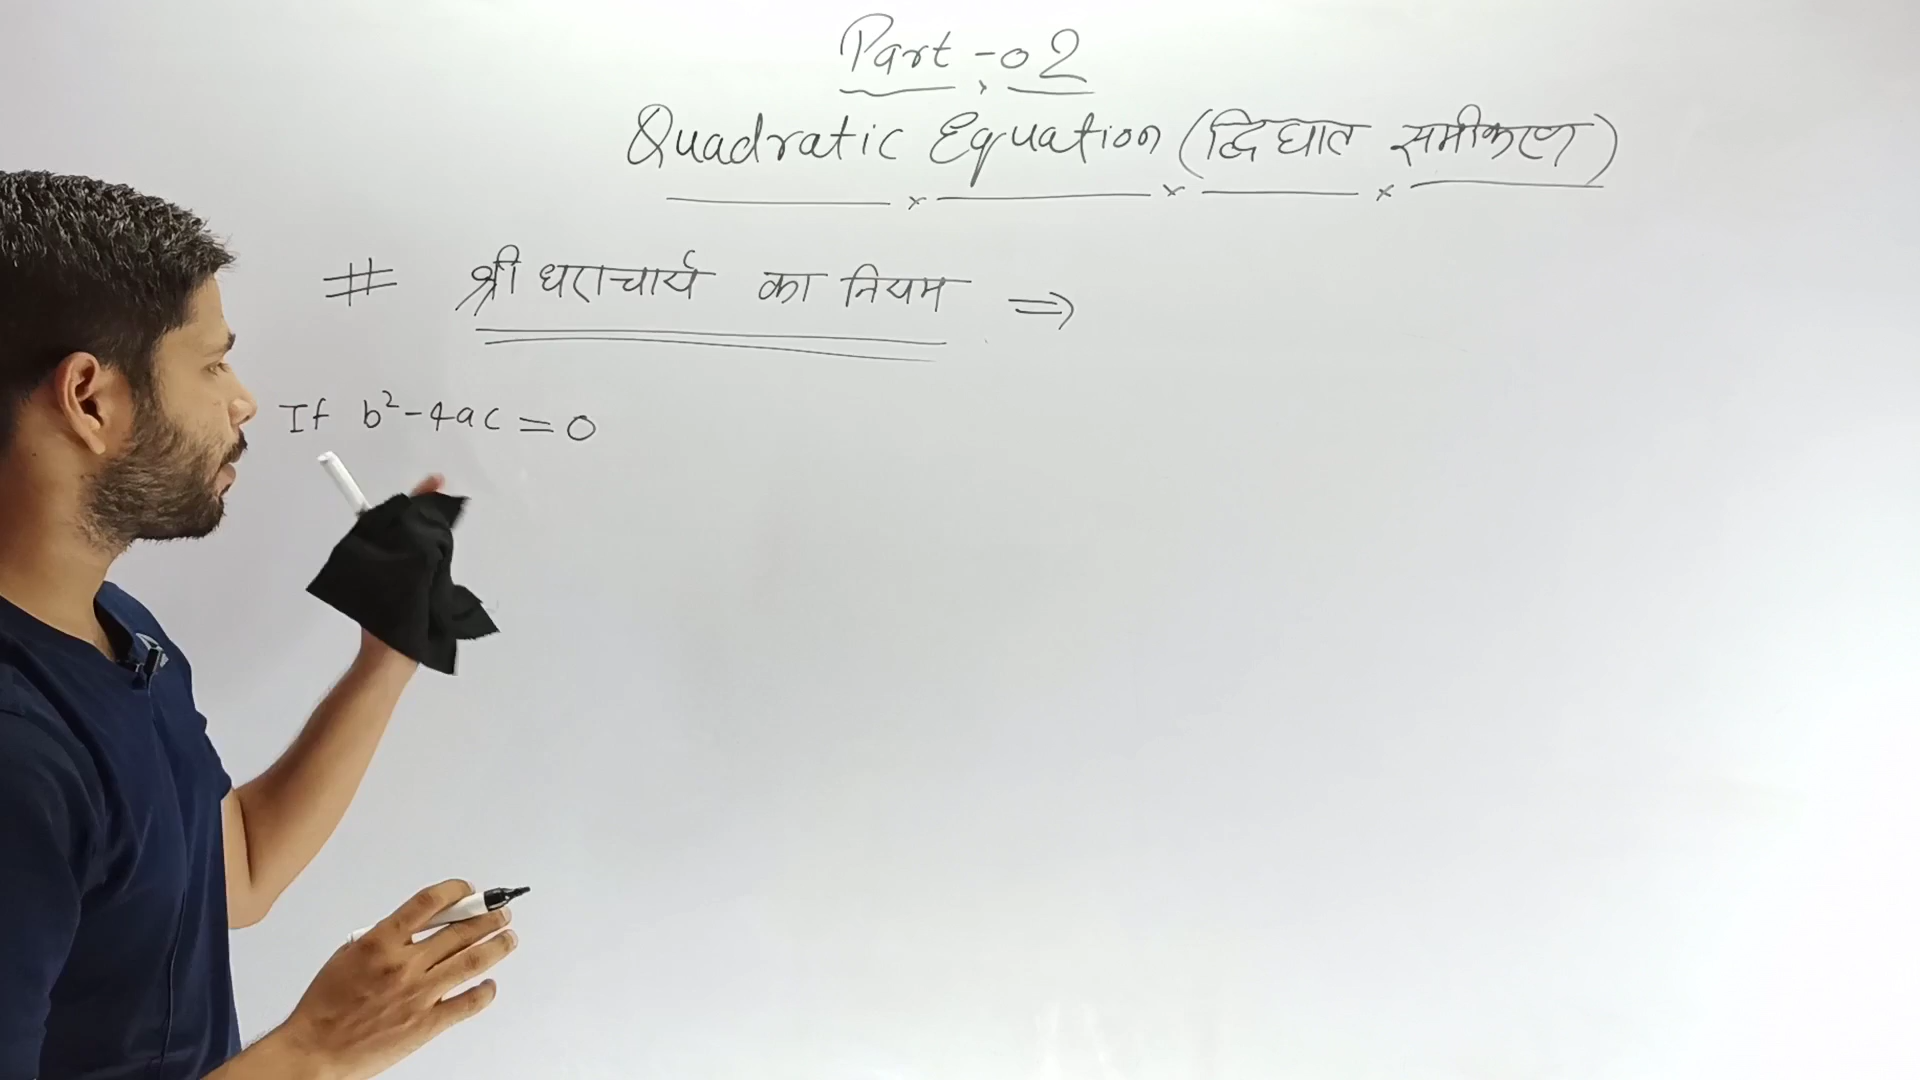 Part-02
Quadratic Equation (द्विघात समीकरण)
# श्री धराचार्य का नियम ⇒
If b²-4ac = 0